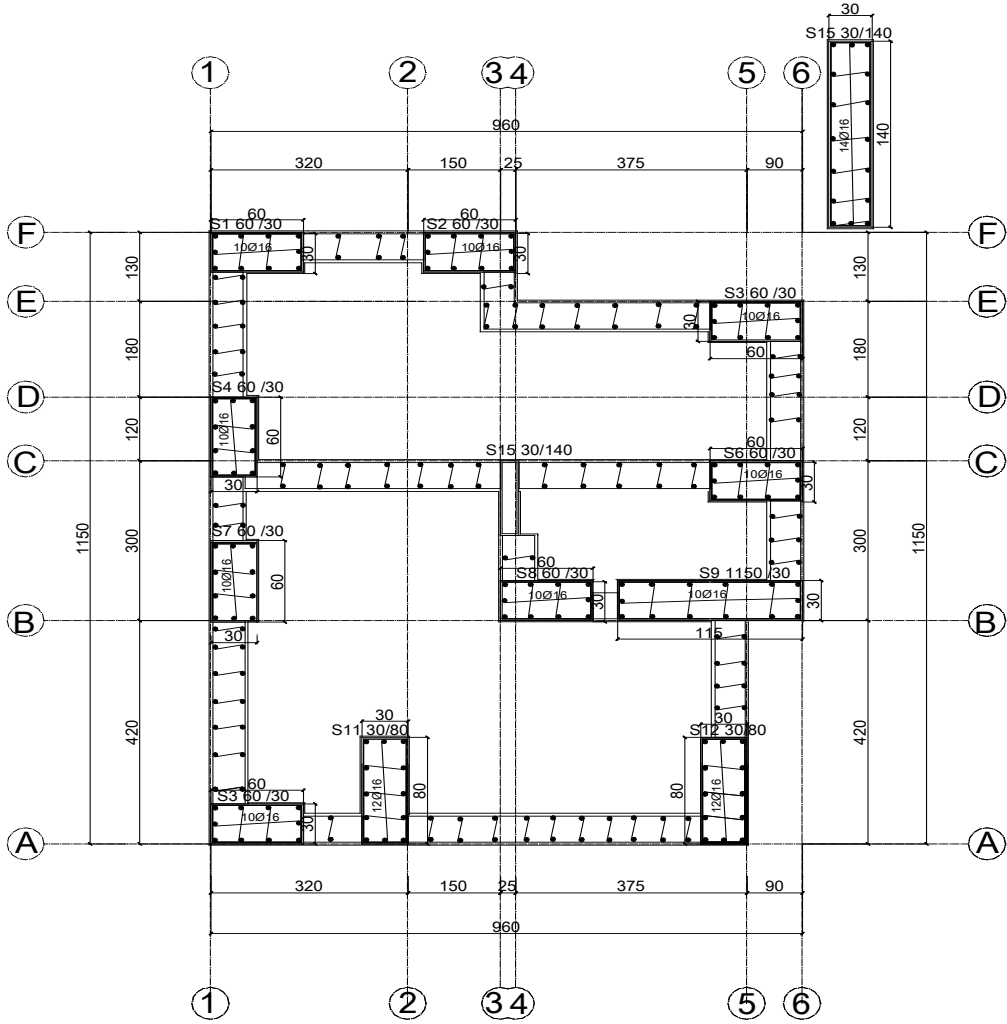 30
S15 30/140
14Ø16
140
1 2 3 4 5 6
960
320 150 25 375 90
60 60
S1 60 /30 S2 60 /30
F 10Ø16 30 10Ø16 30 F
130 130
E S3 60 /30 E
10Ø16
30
60
180 180
1150 1150
D S4 60 /30 D
10Ø16
60
120 120
60
C S15 30/140 S6 60 /30 C
10Ø16
30
30
300 300
S7 60 /30
10Ø16
60
60
S8 60 /30 S9 1150 /30
10Ø16 30 10Ø16 30
B B
30 115
420 420
30 30
S11 30/80 S12 30/80
12Ø16 80 80 12Ø16
60
S3 60 /30
10Ø16 30
A A
320 150 25 375 90
960
1 2 3 4 5 6